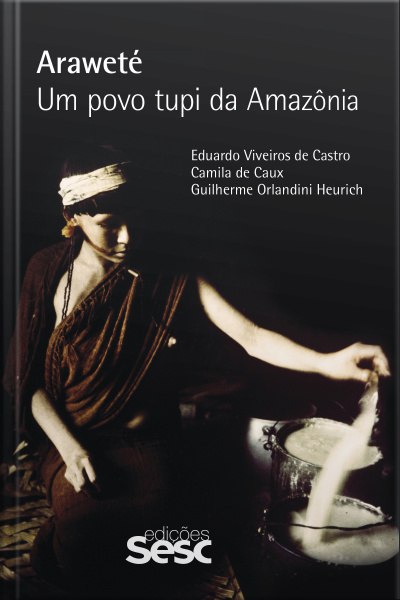 Araweté
Um povo tupi da Amazônia
Eduardo Viveiros de Castro
Camila de Caux
Guilherme Orlandini Heurich
edições
Sesc